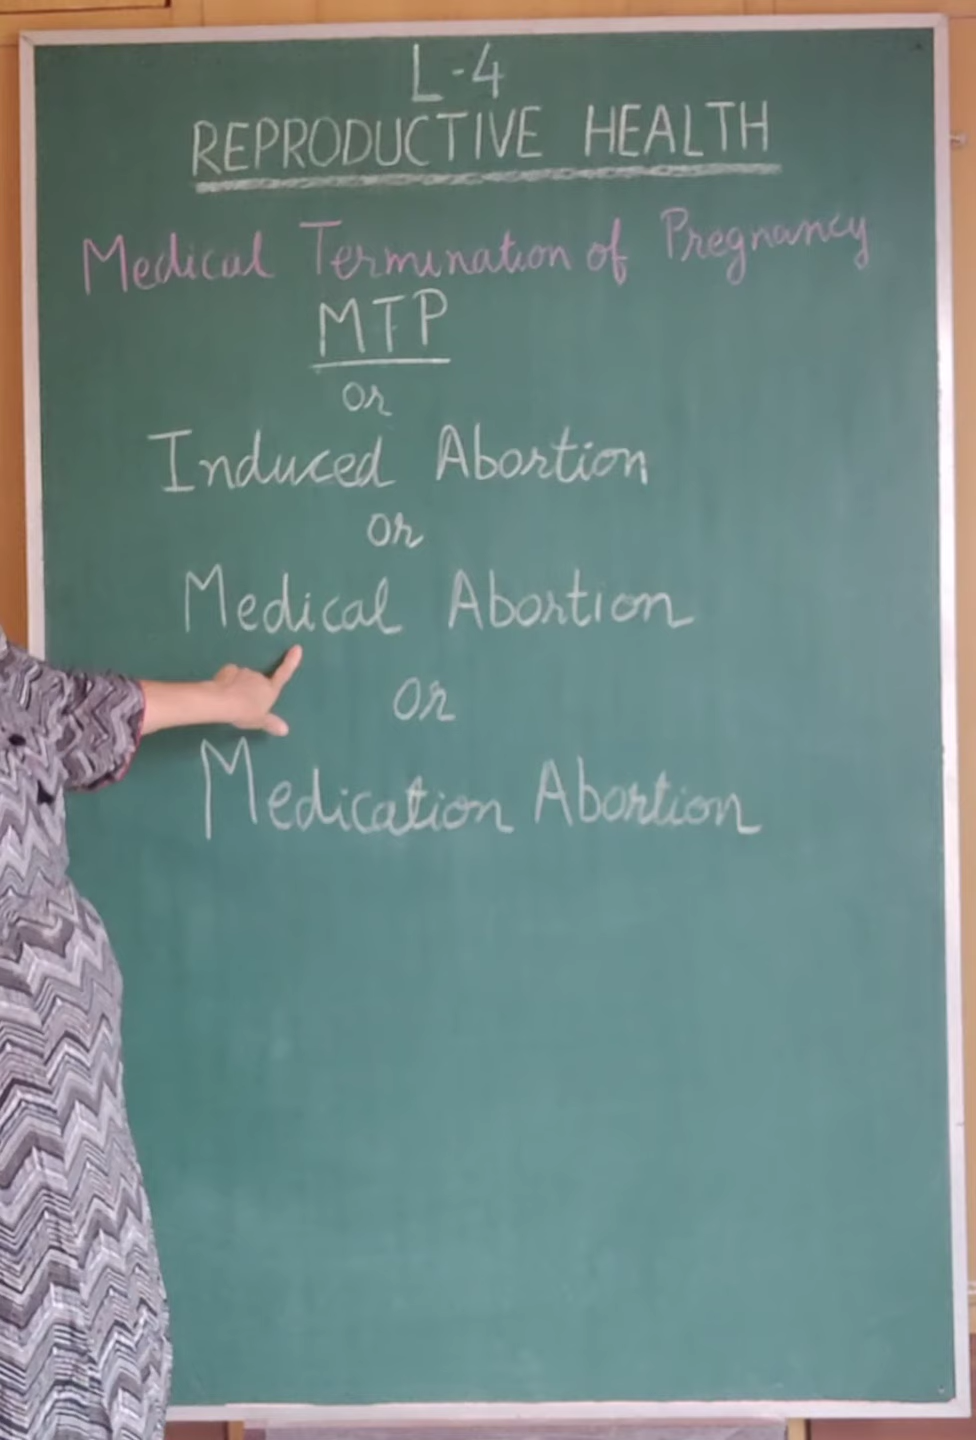 L-4
REPRODUCTIVE HEALTH
Medical Termination of Pregnancy
MTP
or
Induced Abortion
or
Medical Abortion
or
Medication Abortion